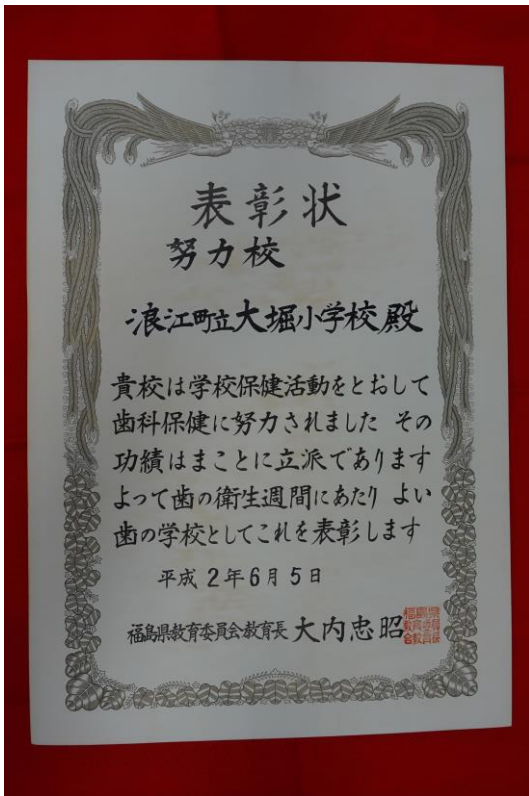 表彰状
努力校
浪江町立大堀小学校殿
貴校は学校保健活動をとおして
歯科保健に努力されました その
功績はまことに立派であります
よって歯の衛生週間にあたり よい
歯の学校としてこれを表彰します
平成2年6月5日
福島県教育委員会教育長 大内忠昭